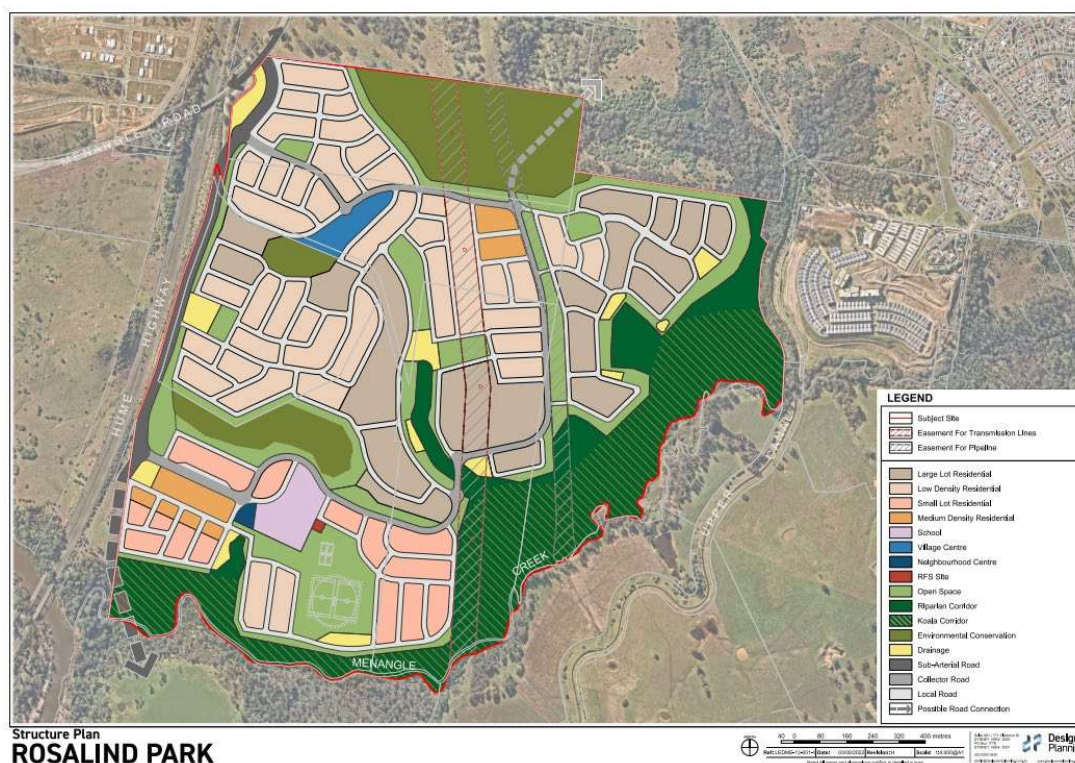 MENANGLE ROAD
HUME HIGHWAY
UPPER CANAL
CREEK
MENANGLE
LEGEND
Subject Site
Easement For Transmission Lines
Easement For Pipeline
Large Lot Residential
Low Density Residential
Small Lot Residential
Medium Density Residential
School
Village Centre
Neighbourhood Centre
RFS Site
Open Space
Riparian Corridor
Koala Corridor
Environmental Conservation
Drainage
Sub-Arterial Road
Collector Road
Local Road
Possible Road Connection
Structure Plan
ROSALIND PARK
40 0 80 160 240 320 400 metres
Design
Planning